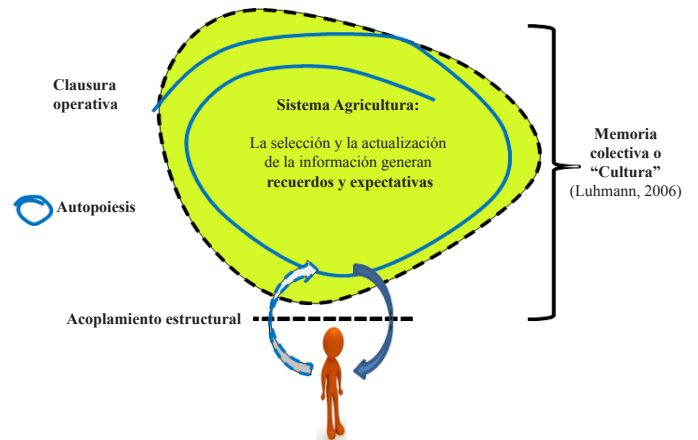 Clausura
operativa
Sistema Agricultura:
La selección y la actualización
de la información generan
recuerdos y expectativas
Memoria
colectiva o
“Cultura”
(Luhmann, 2006)
Autopoiesis
Acoplamiento estructural